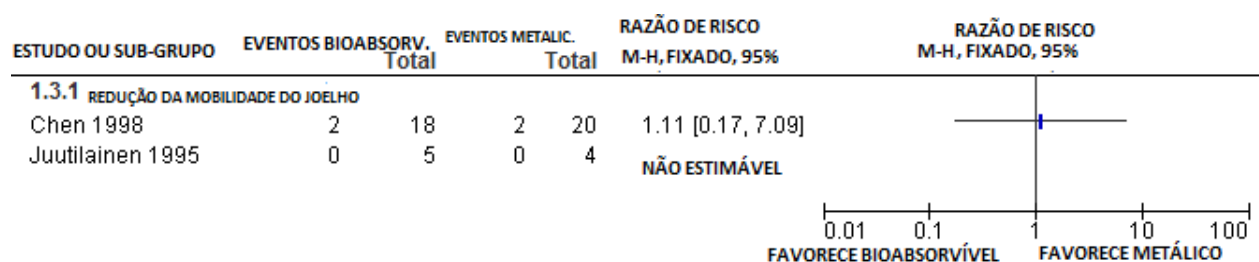 ESTUDO OU SUB-GRUPO EVENTOS BIOABSORV. Total EVENTOS METALIC. Total RAZÃO DE RISCO M-H, FIXADO, 95% RAZÃO DE RISCO M-H, FIXADO, 95%
1.3.1 REDUÇÃO DA MOBILIDADE DO JOELHO
Chen 1998 2 18 2 20 1.11 [0.17, 7.09]
Juutilainen 1995 0 5 0 4 NÃO ESTIMÁVEL
0.01 0.1 1 10 100
FAVORECE BIOABSORVÍVEL FAVORECE METÁLICO